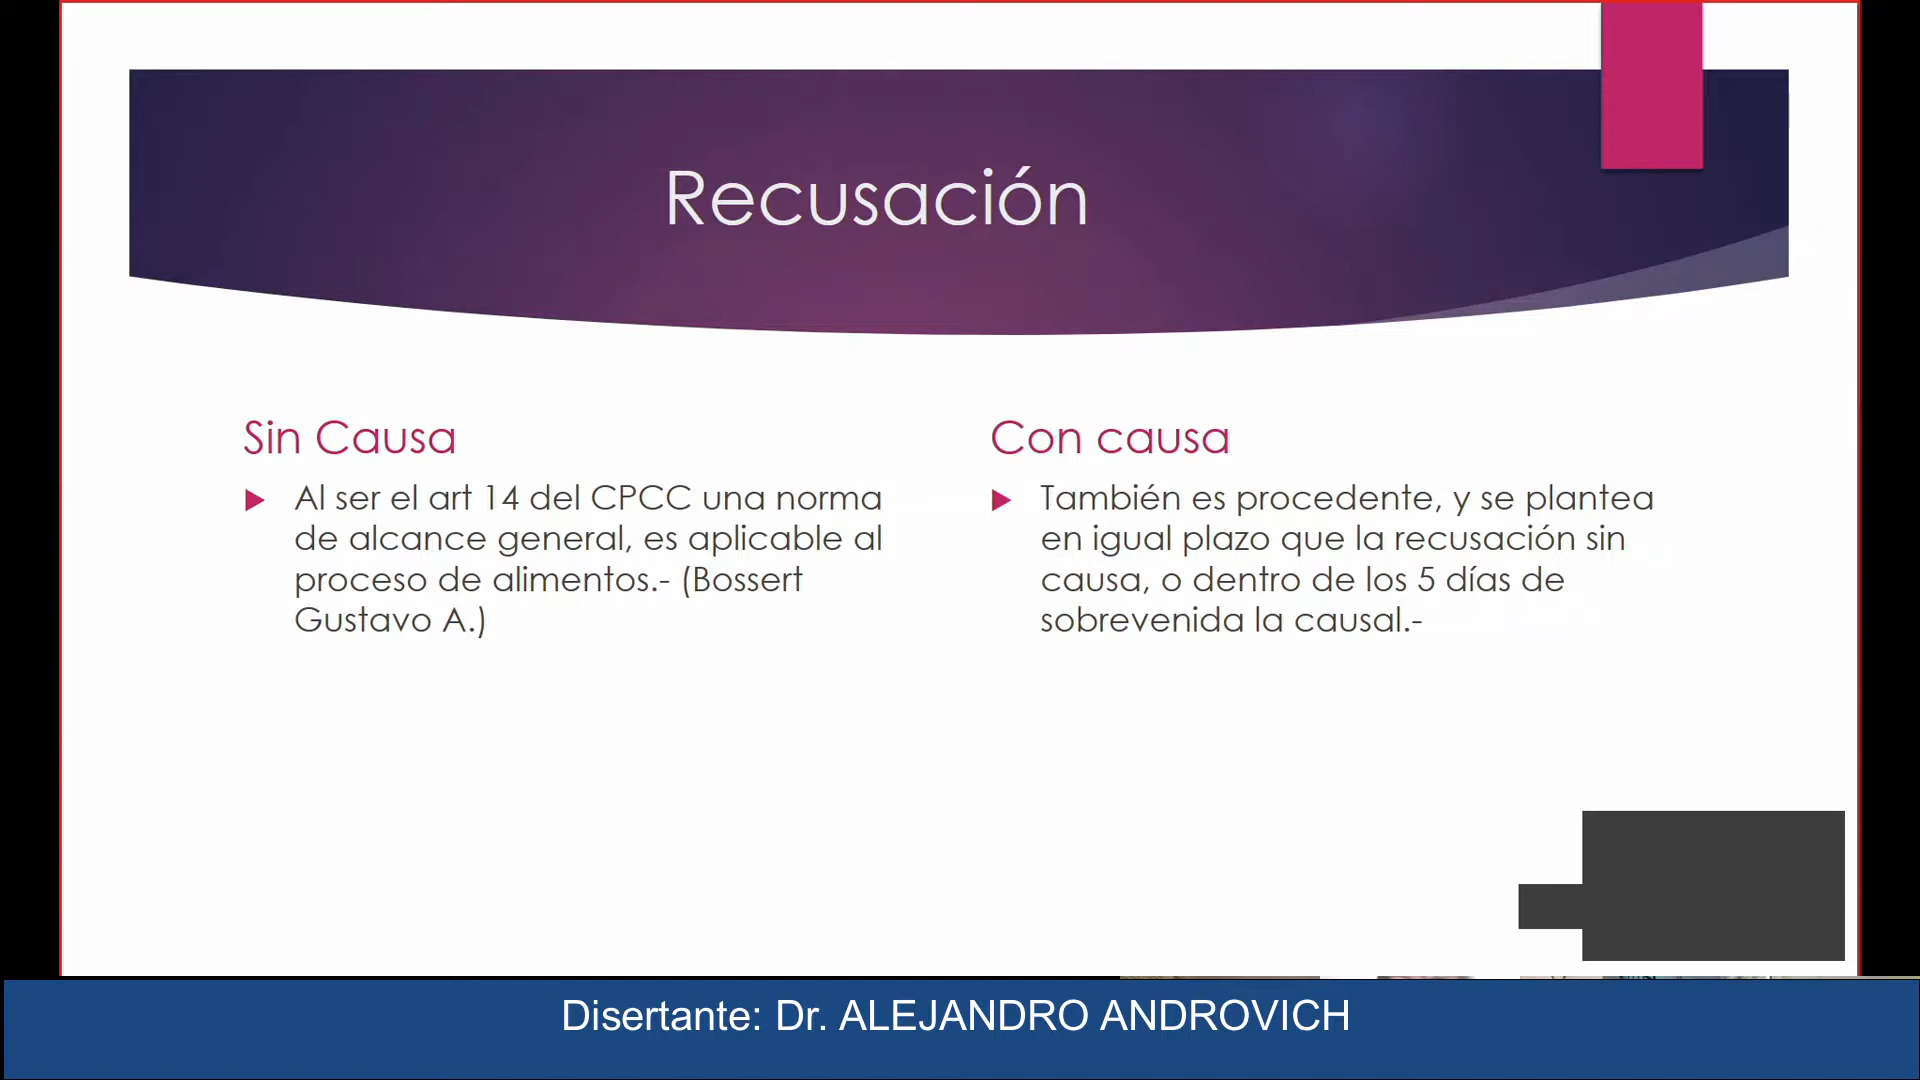 Recusación
Sin Causa
Al ser el art 14 del CPCC una norma
de alcance general, es aplicable al
proceso de alimentos.- (Bossert
Gustavo A.)
Con causa
También es procedente, y se plantea
en igual plazo que la recusación sin
causa, o dentro de los 5 días de
sobrevenida la causal.-
Disertante: Dr. ALEJANDRO ANDROVICH